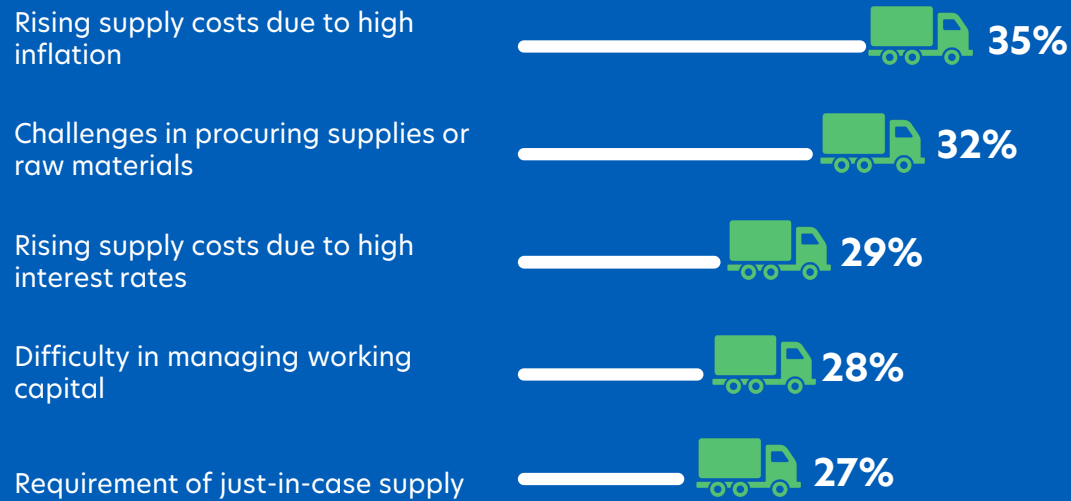 Rising supply costs due to high
inflation
35%
Challenges in procuring supplies or
raw materials
32%
Rising supply costs due to high
interest rates
29%
Difficulty in managing working
capital
28%
Requirement of just-in-case supply
27%